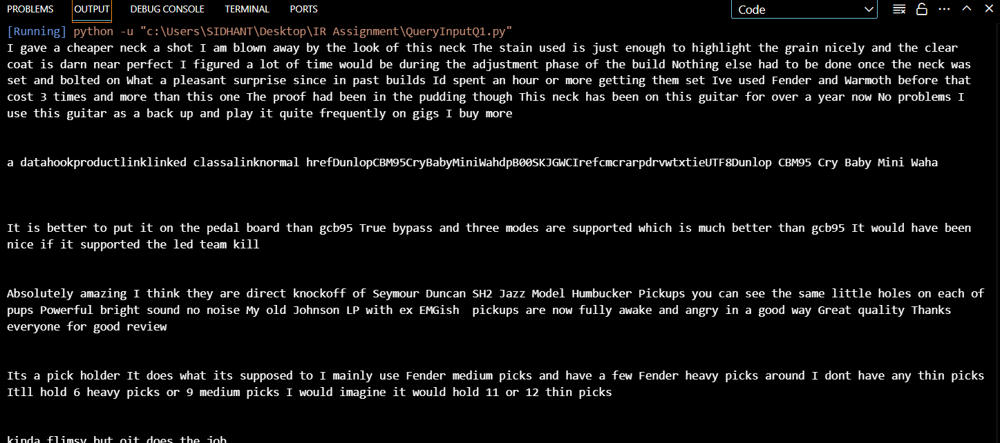 PROBLEMS OUTPUT DEBUG CONSOLE TERMINAL PORTS Code
[Running] python -u "c:\Users\SIDHANT\Desktop\IR Assignment\QueryInputQ1.py"
I gave a cheaper neck a shot I am blown away by the look of this neck The stain used is just enough to highlight the grain nicely and the clear
coat is darn near perfect I figured a lot of time would be during the adjustment phase of the build Nothing else had to be done once the neck was
set and bolted on What a pleasant surprise since in past builds Id spent an hour or more getting them set Ive used Fender and Warmoth before that
cost 3 times and more than this one The proof had been in the pudding though This neck has been on this guitar for over a year now No problems I
use this guitar as a back up and play it quite frequently on gigs I buy more
a datahookproductlinklinked classalinknormal hrefDunlopCBM95CryBabyMiniWahdpB00SKJGWCIrefcmcrarpdrvwtxtieUTF8Dunlop CBM95 Cry Baby Mini Waha
It is better to put it on the pedal board than gcb95 True bypass and three modes are supported which is much better than gcb95 It would have been
nice if it supported the led team kill
Absolutely amazing I think they are direct knockoff of Seymour Duncan SH2 Jazz Model Humbucker Pickups you can see the same little holes on each of
pups Powerful bright sound no noise My old Johnson LP with ex EMGish  pickups are now fully awake and angry in a good way Great quality Thanks
everyone for good review
Its a pick holder It does what its supposed to I mainly use Fender medium picks and have a few Fender heavy picks around I dont have any thin picks
Itll hold 6 heavy picks or 9 medium picks I would imagine it would hold 11 or 12 thin picks
kinda flimsy but oit does the job